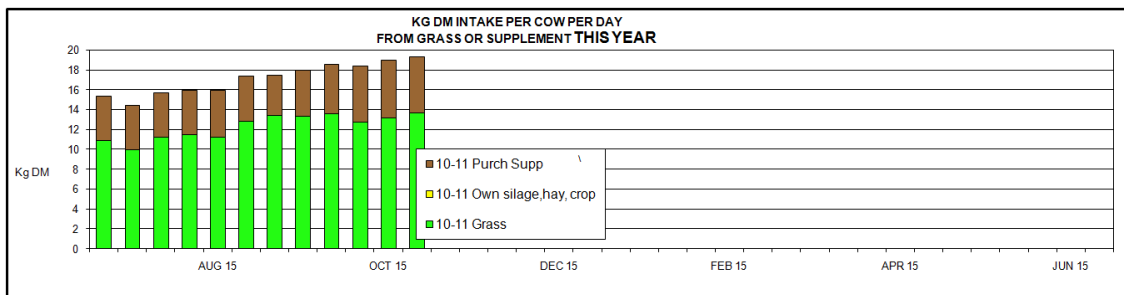 KG DM INTAKE PER COW PER DAY
FROM GRASS OR SUPPLEMENT THIS YEAR
20
18
16
14
12
10
8
6
4
2
0
Kg DM
10-11 Purch Supp \
10-11 Own silage,hay, crop
10-11 Grass
AUG 15 OCT 15 DEC 15 FEB 15 APR 15 JUN 15